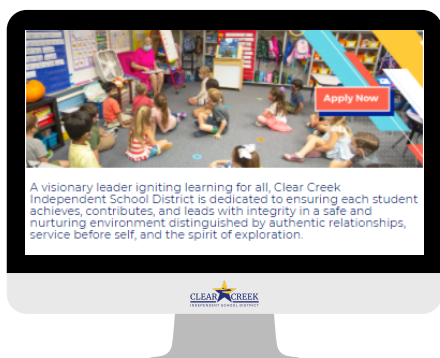 Apply Now
A visionary leader igniting learning for all, Clear Creek
Independent School District is dedicated to ensuring each student
achieves, contributes, and leads with integrity in a safe and
nurturing environment distinguished by authentic relationships,
service before self, and the spirit of exploration.
CLEAR CREEK
INDEPENDENT SCHOOL DISTRICT